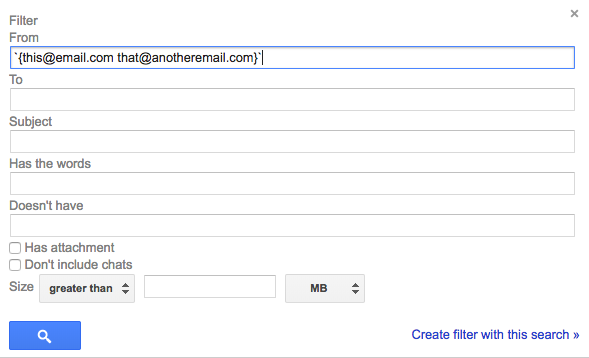 ×
Filter
From
`{this@email.com that@anotheremail.com}`
To
Subject
Has the words
Doesn't have
Has attachment
Don't include chats
Size greater than MB
Create filter with this search »